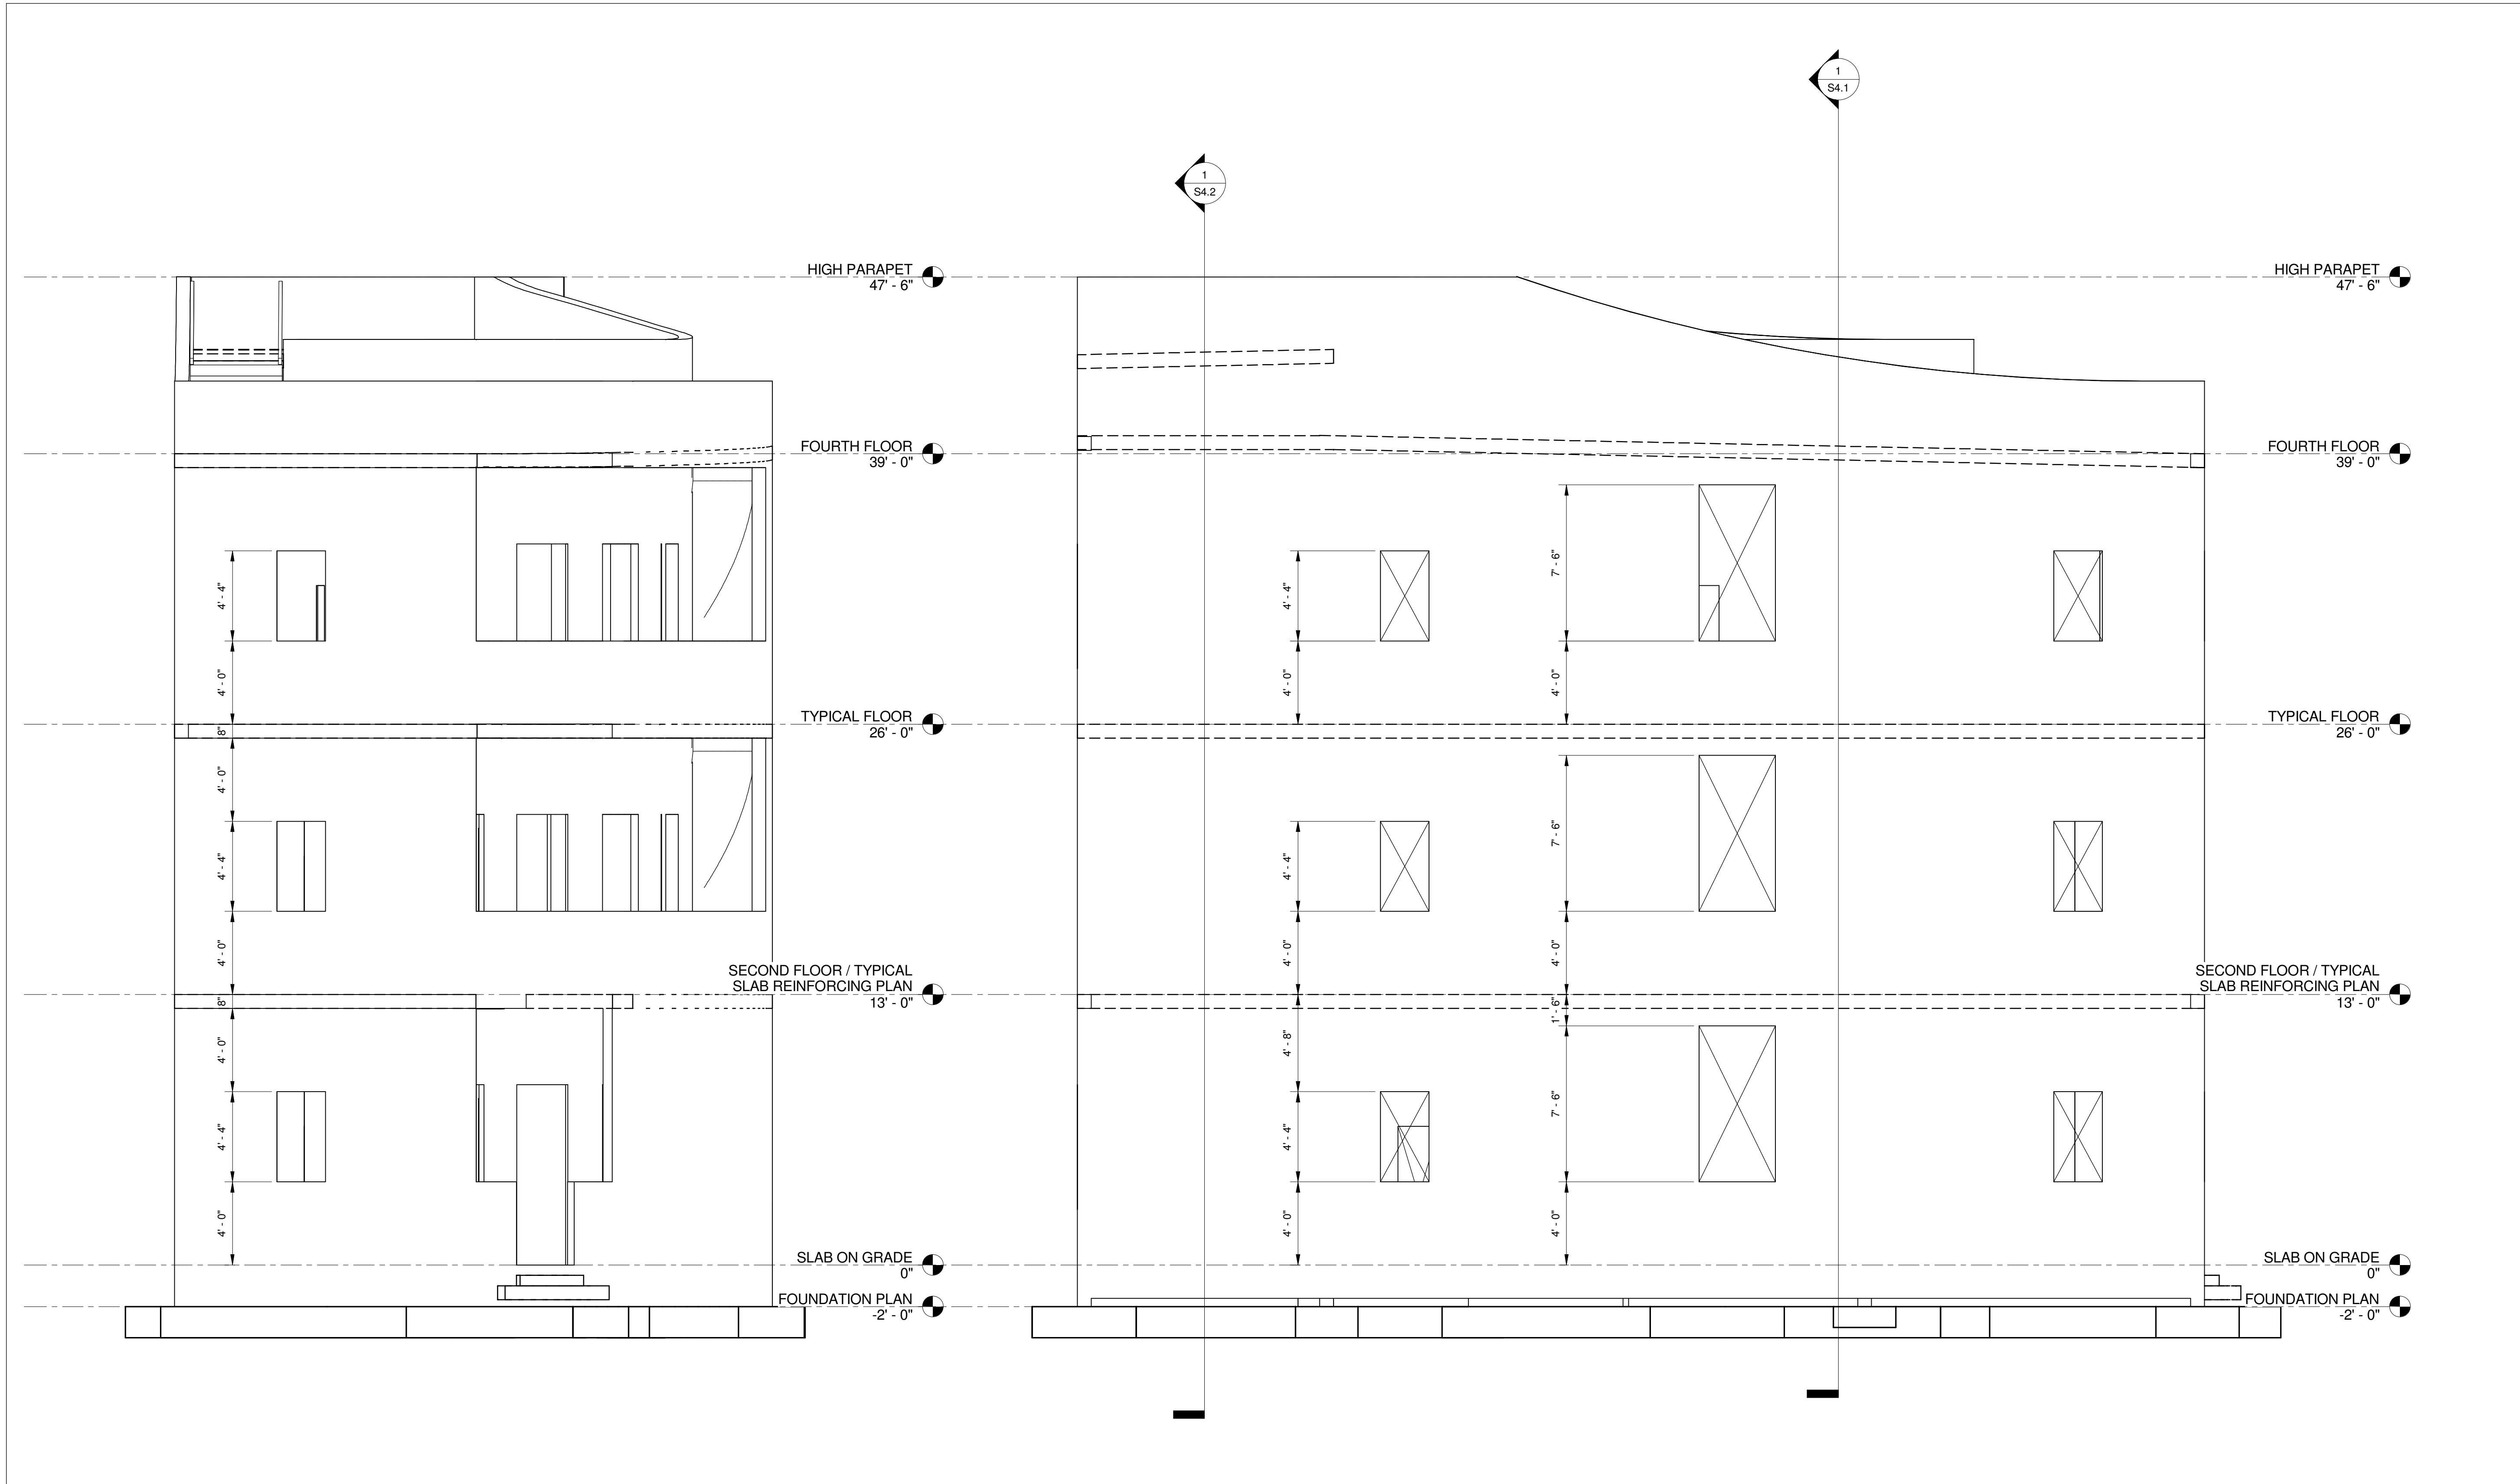 1
S4.1
1
S4.2
HIGH PARAPET
47' - 6"
HIGH PARAPET
47' - 6"
FOURTH FLOOR
39' - 0"
FOURTH FLOOR
39' - 0"
4' - 4"
4' - 0"
4' - 4"
4' - 0"
7' - 6"
4' - 0"
TYPICAL FLOOR
26' - 0"
TYPICAL FLOOR
26' - 0"
8"
4' - 0"
4' - 4"
4' - 0"
4' - 4"
4' - 0"
7' - 6"
4' - 0"
SECOND FLOOR / TYPICAL
SLAB REINFORCING PLAN
13' - 0"
SECOND FLOOR / TYPICAL
SLAB REINFORCING PLAN
13' - 0"
8"
4' - 0"
4' - 4"
4' - 0"
4' - 8"
4' - 4"
4' - 0"
1' - 6"
7' - 6"
4' - 0"
SLAB ON GRADE
0"
SLAB ON GRADE
0"
FOUNDATION PLAN
-2' - 0"
FOUNDATION PLAN
-2' - 0"